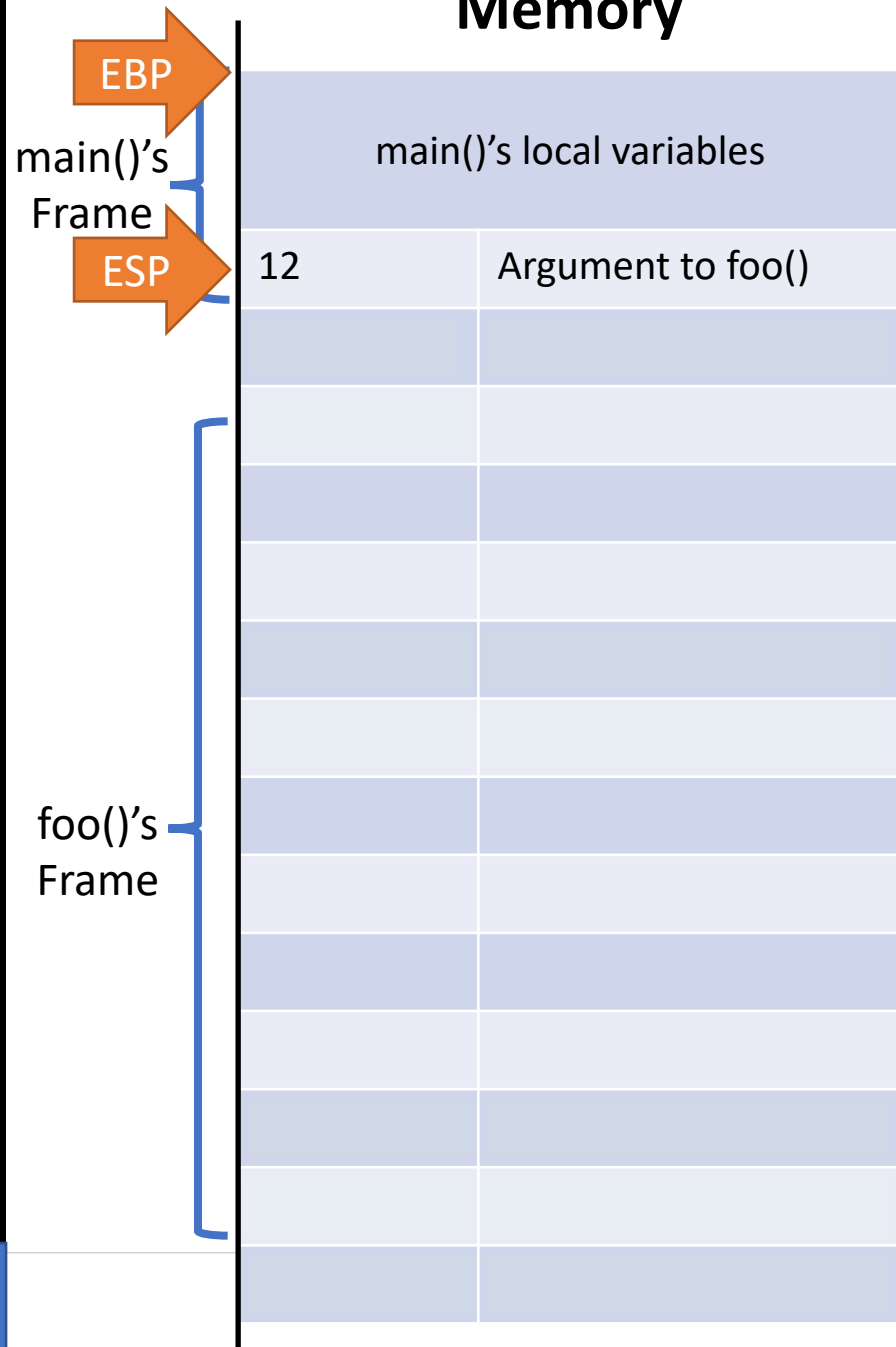 Memory
EBP
main()’s
Frame
main()’s local variables
ESP
12
Argument to foo()
foo()’s
Frame